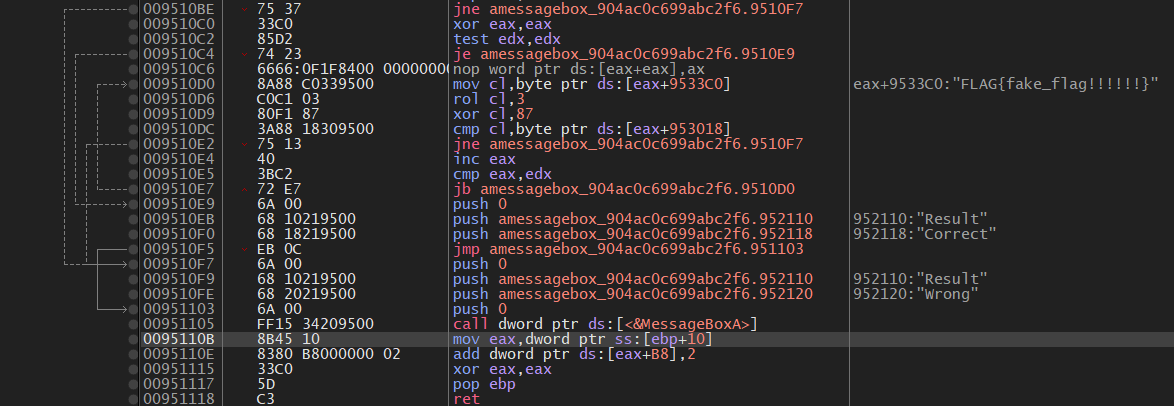 009510BE 75 37 jne amessagebox_904ac0c699abc2f6.9510F7
009510C0 33C0 xor eax,eax
009510C2 85D2 test edx,edx
009510C4 74 23 je amessagebox_904ac0c699abc2f6.9510E9
009510C6 6666:0F1F8400 00000000 nop word ptr ds:[eax+eax],ax
009510D0 8A88 C0339500 mov cl,byte ptr ds:[eax+9533C0] eax+9533C0:"FLAG{fake_flag!!!!!!}"
009510D6 C0C1 03 rol cl,3
009510D9 80F1 87 xor cl,87
009510DC 3A88 18309500 cmp cl,byte ptr ds:[eax+953018]
009510E2 75 13 jne amessagebox_904ac0c699abc2f6.9510F7
009510E4 40 inc eax
009510E5 3BC2 cmp eax,edx
009510E7 72 E7 jb amessagebox_904ac0c699abc2f6.9510D0
009510E9 6A 00 push 0
009510EB 68 10219500 push amessagebox_904ac0c699abc2f6.952110 952110:"Result"
009510F0 68 18219500 push amessagebox_904ac0c699abc2f6.952118 952118:"Correct"
009510F5 EB 0C jmp amessagebox_904ac0c699abc2f6.951103
009510F7 6A 00 push 0
009510F9 68 10219500 push amessagebox_904ac0c699abc2f6.952110 952110:"Result"
009510FE 68 20219500 push amessagebox_904ac0c699abc2f6.952120 952120:"Wrong"
00951103 6A 00 push 0
00951105 FF15 34209500 call dword ptr ds:[<&MessageBoxA>]
0095110B 8B45 10 mov eax,dword ptr ss:[ebp+10]
0095110E 8380 B8000000 02 add dword ptr ds:[eax+B8],2
00951115 33C0 xor eax,eax
00951117 5D pop ebp
00951118 C3 ret